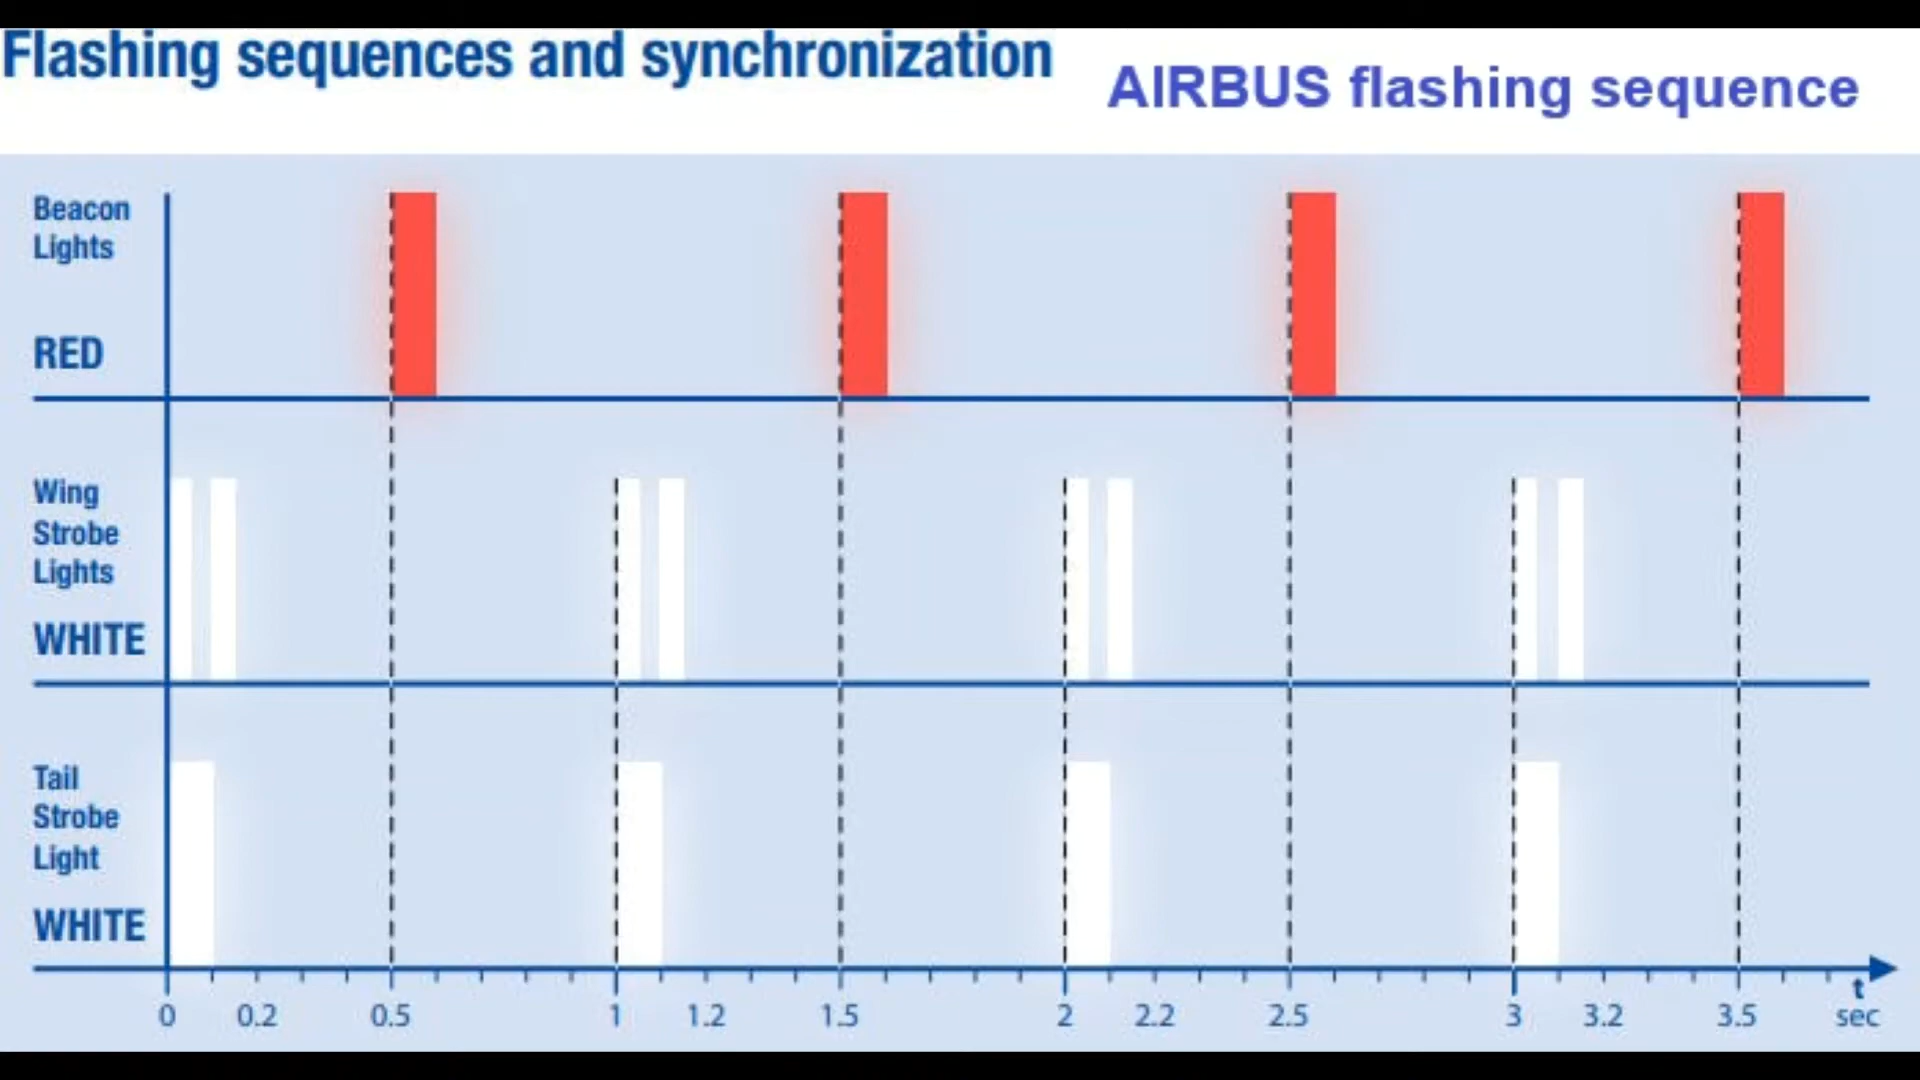 Flashing sequences and synchronization
AIRBUS flashing sequence
Beacon
Lights
RED
Wing
Strobe
Lights
WHITE
Tail
Strobe
Light
WHITE
0 0.2 0.5 1 1.2 1.5 2 2.2 2.5 3 3.2 3.5 t
sec